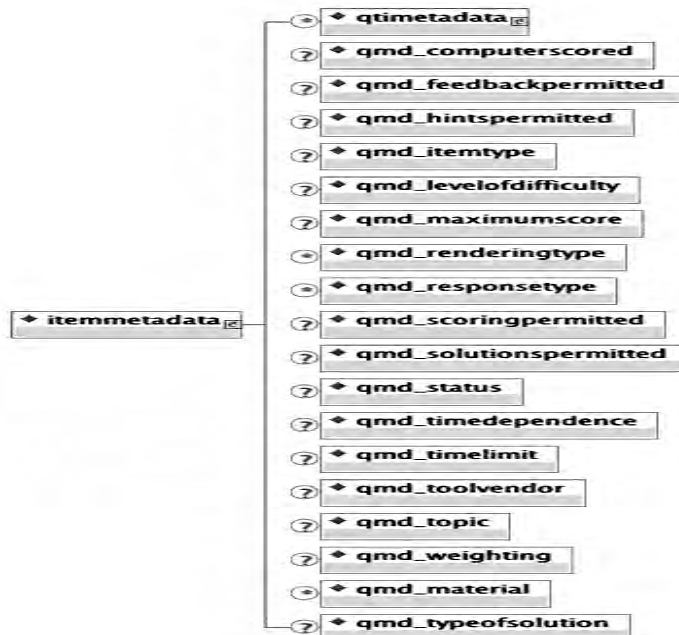 * qtimetadata
? qmd_computerscored
? qmd_feedbackpermitted
? qmd_hintspermitted
? qmd_itemtype
? qmd_levelofdifficulty
? qmd_maximumscore
* qmd_renderingtype
* qmd_responsetype
itemmetadata
? qmd_scoringpermitted
? qmd_solutionspermitted
? qmd_status
? qmd_timedependence
? qmd_timelimit
? qmd_toolvendor
? qmd_topic
? qmd_weighting
* qmd_material
? qmd_typeofsolution